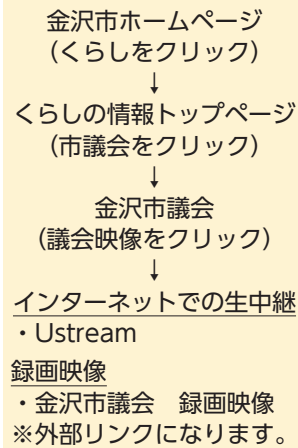 金沢市ホームページ
（くらしをクリック）
↓
くらしの情報トップページ
（市議会をクリック）
↓
金沢市議会
（議会映像をクリック）
↓
インターネットでの生中継
・Ustream
録画映像
・金沢市議会　録画映像
※外部リンクになります。